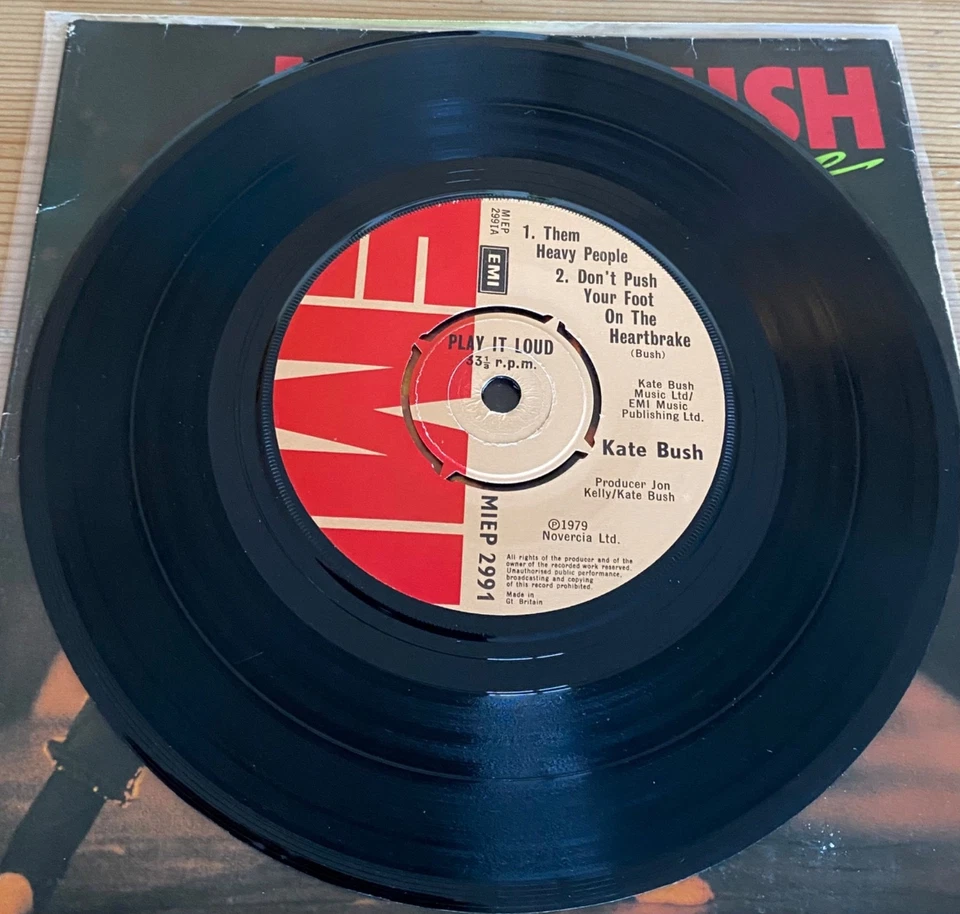 BUSH
MIEP
2991A
EMI
1. Them
Heavy People
2. Don't Push
Your Foot
On The
Heartbrake
(Bush)
PLAY IT LOUD
33⅓ r.p.m.
Kate Bush
Music Ltd/
EMI Music
Publishing Ltd.
Kate Bush
Producer Jon
Kelly/Kate Bush
Ⓟ1979
Novercia Ltd.
MIEP 2991
All rights of the producer and of the
owner of the recorded work reserved.
Unauthorised public performance,
broadcasting and copying
of this record prohibited.
Made in
Gt Britain
EMI